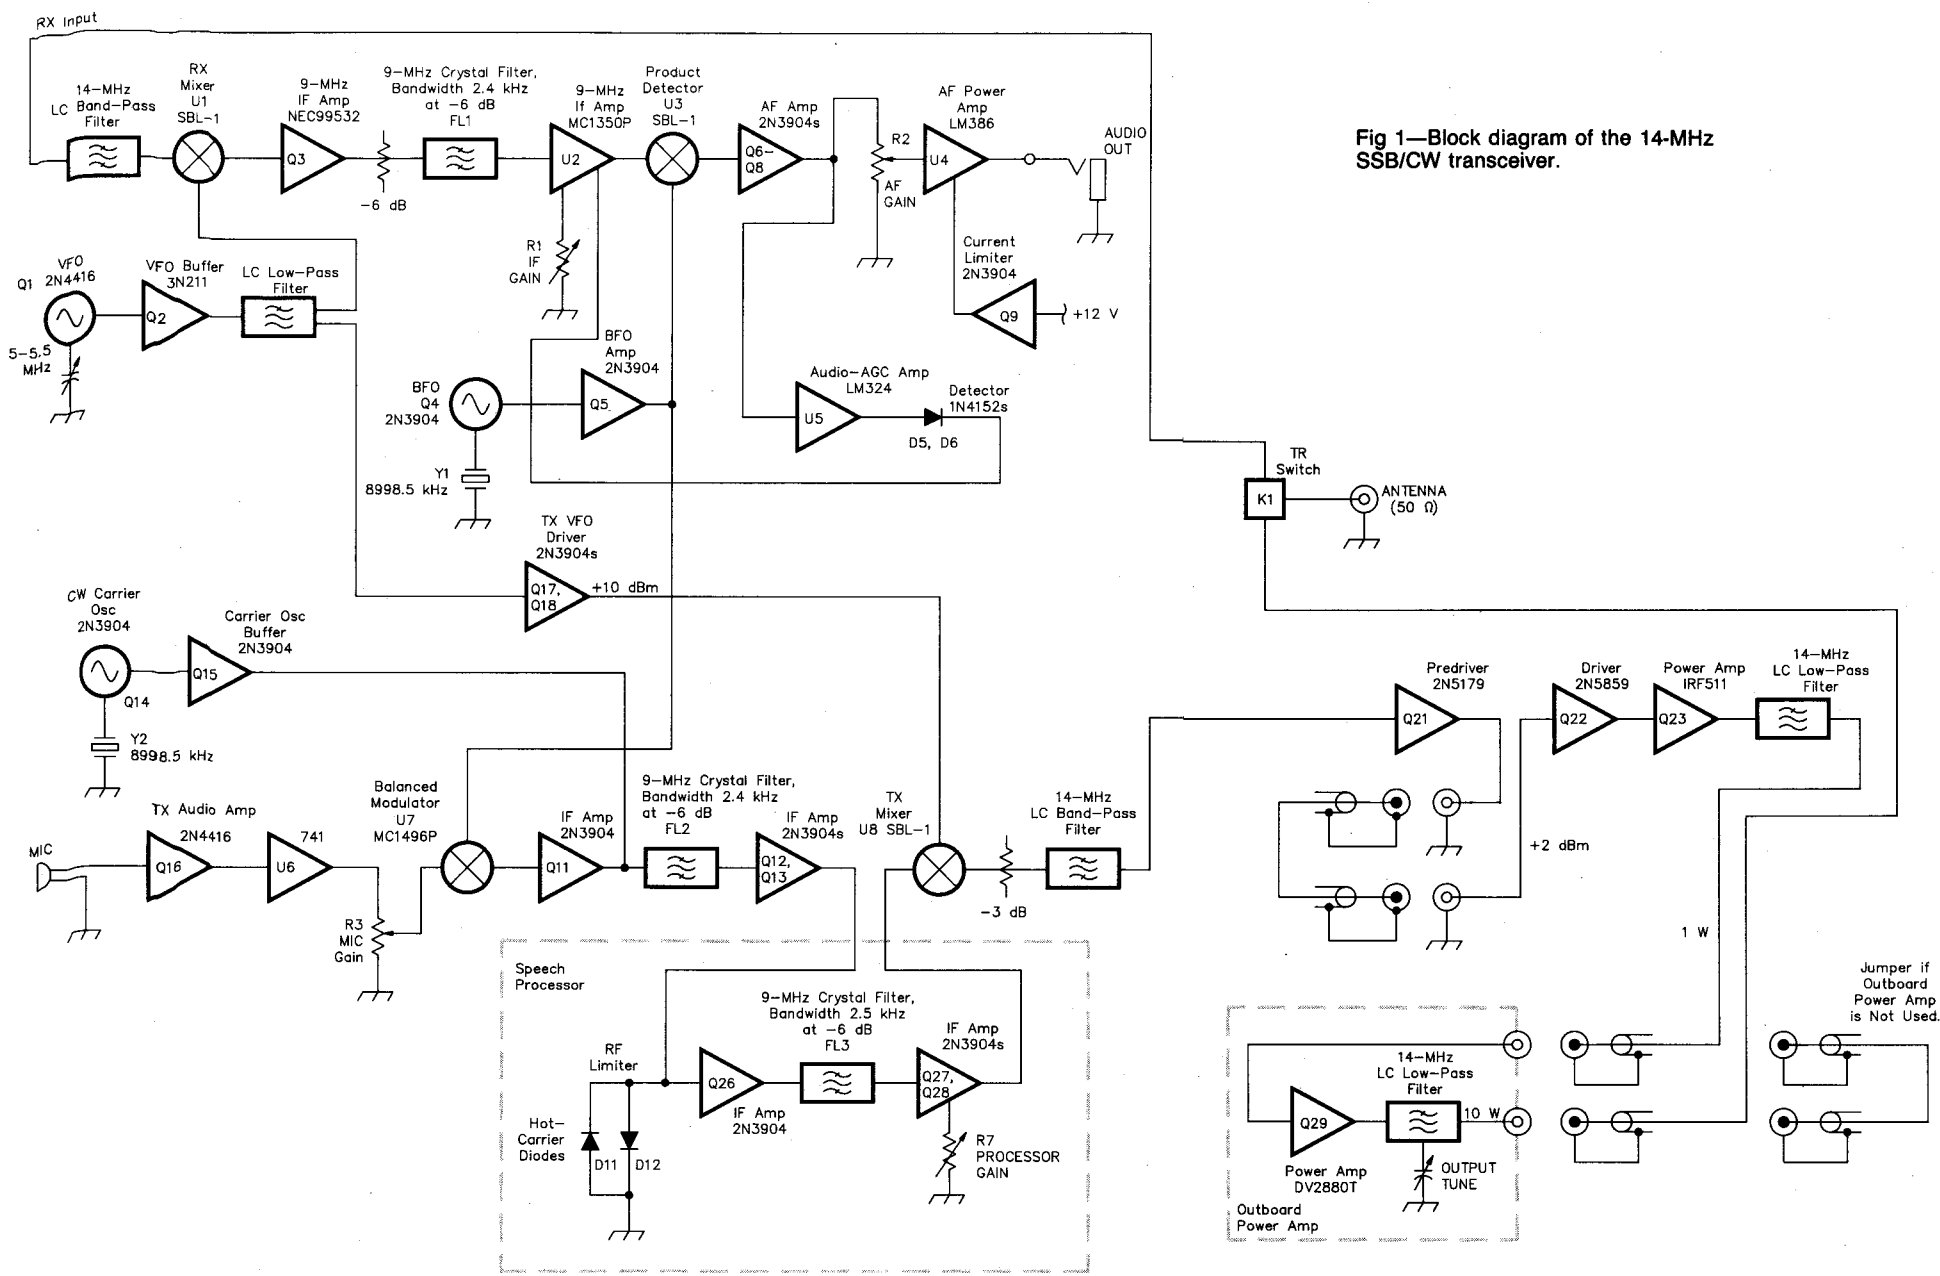 RX Input
14-MHz
LC Band-Pass
Filter
RX
Mixer
U1
SBL-1
9-MHz
IF Amp
NEC99532
Q3
-6 dB
9-MHz Crystal Filter,
Bandwidth 2.4 kHz
at -6 dB
FL1
9-MHz
If Amp
MC1350P
U2
R1
IF
GAIN
Product
Detector
U3
SBL-1
AF Amp
2N3904s
Q6-
Q8
R2
AF
GAIN
AF Power
Amp
LM386
U4
AUDIO
OUT
Fig 1—Block diagram of the 14-MHz
SSB/CW transceiver.
Current
Limiter
2N3904
Q9
+12 V
Q1
VFO
2N4416
5-5.5
MHz
VFO Buffer
3N211
Q2
LC Low-Pass
Filter
BFO
Q4
2N3904
Y1
8998.5 kHz
BFO
Amp
2N3904
Q5
Audio-AGC Amp
LM324
U5
Detector
1N4152s
D5, D6
TR
Switch
K1
ANTENNA
(50 Ω)
TX VFO
Driver
2N3904s
Q17,
Q18
+10 dBm
CW Carrier
Osc
2N3904
Q14
Y2
8998.5 kHz
Carrier Osc
Buffer
2N3904
Q15
MIC
TX Audio Amp
2N4416
Q16
741
U6
R3
MIC
Gain
Balanced
Modulator
U7
MC1496P
IF Amp
2N3904
Q11
9-MHz Crystal Filter,
Bandwidth 2.4 kHz
at -6 dB
FL2
IF Amp
2N3904s
Q12,
Q13
TX
Mixer
U8 SBL-1
-3 dB
14-MHz
LC Band-Pass
Filter
Predriver
2N5179
Q21
Driver
2N5859
Q22
Power Amp
IRF511
Q23
14-MHz
LC Low-Pass
Filter
+2 dBm
1 W
Speech
Processor
RF
Limiter
Hot-
Carrier
Diodes
D11
D12
Q26
IF Amp
2N3904
9-MHz Crystal Filter,
Bandwidth 2.5 kHz
at -6 dB
FL3
IF Amp
2N3904s
Q27,
Q28
R7
PROCESSOR
GAIN
14-MHz
LC Low-Pass
Filter
10 W
Q29
Power Amp
DV2880T
OUTPUT
TUNE
Outboard
Power Amp
Jumper if
Outboard
Power Amp
is Not Used.